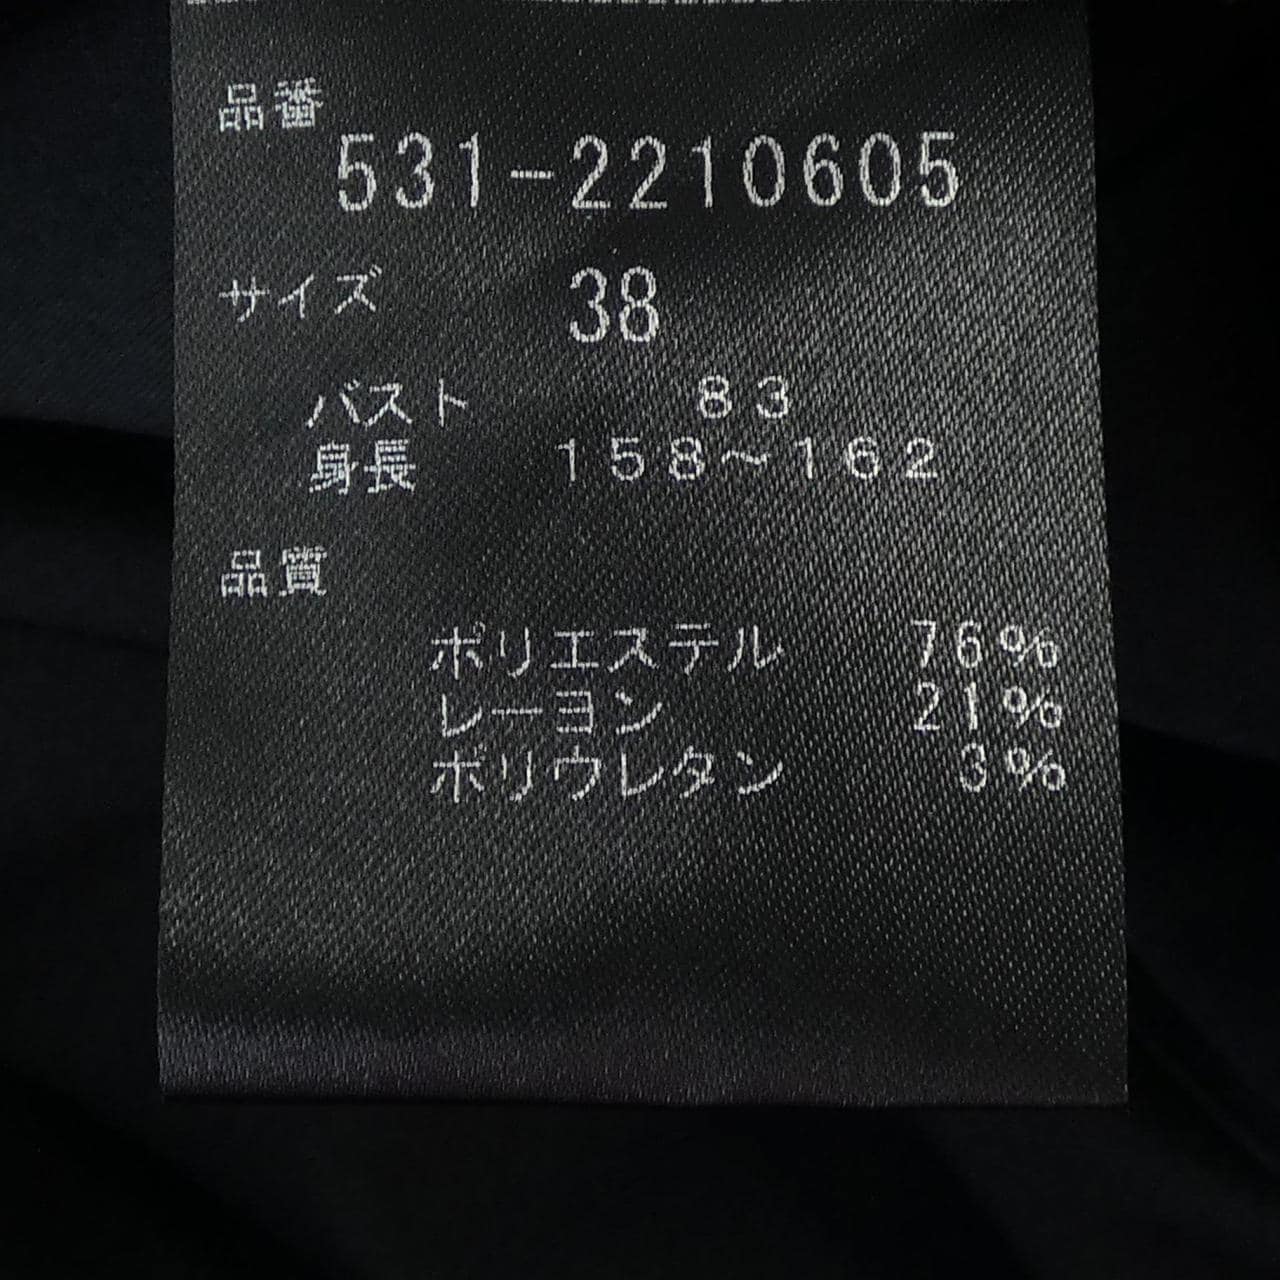 品番
531-2210605
サイズ 38
バスト 83
身長 158~162
品質
ポリエステル 76%
レーヨン 21%
ポリウレタン 3%